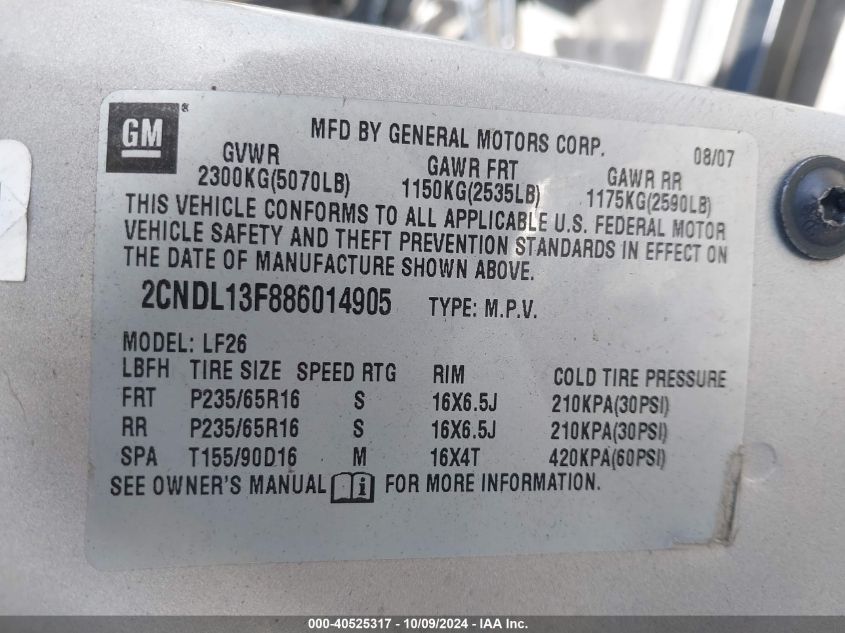 GM ®
MFD BY GENERAL MOTORS CORP. 08/07
GVWR GAWR FRT GAWR RR
2300KG(5070LB) 1150KG(2535LB) 1175KG(2590LB)
THIS VEHICLE CONFORMS TO ALL APPLICABLE U.S. FEDERAL MOTOR
VEHICLE SAFETY AND THEFT PREVENTION STANDARDS IN EFFECT ON
THE DATE OF MANUFACTURE SHOWN ABOVE.
2CNDL13F886014905 TYPE: M.P.V.
MODEL: LF26
LBFH TIRE SIZE SPEED RTG RIM COLD TIRE PRESSURE
FRT P235/65R16 S 16X6.5J 210KPA(30PSI)
RR P235/65R16 S 16X6.5J 210KPA(30PSI)
SPA T155/90D16 M 16X4T 420KPA(60PSI)
SEE OWNER'S MANUAL i FOR MORE INFORMATION.
000-40525317 - 10/09/2024 - IAA Inc.